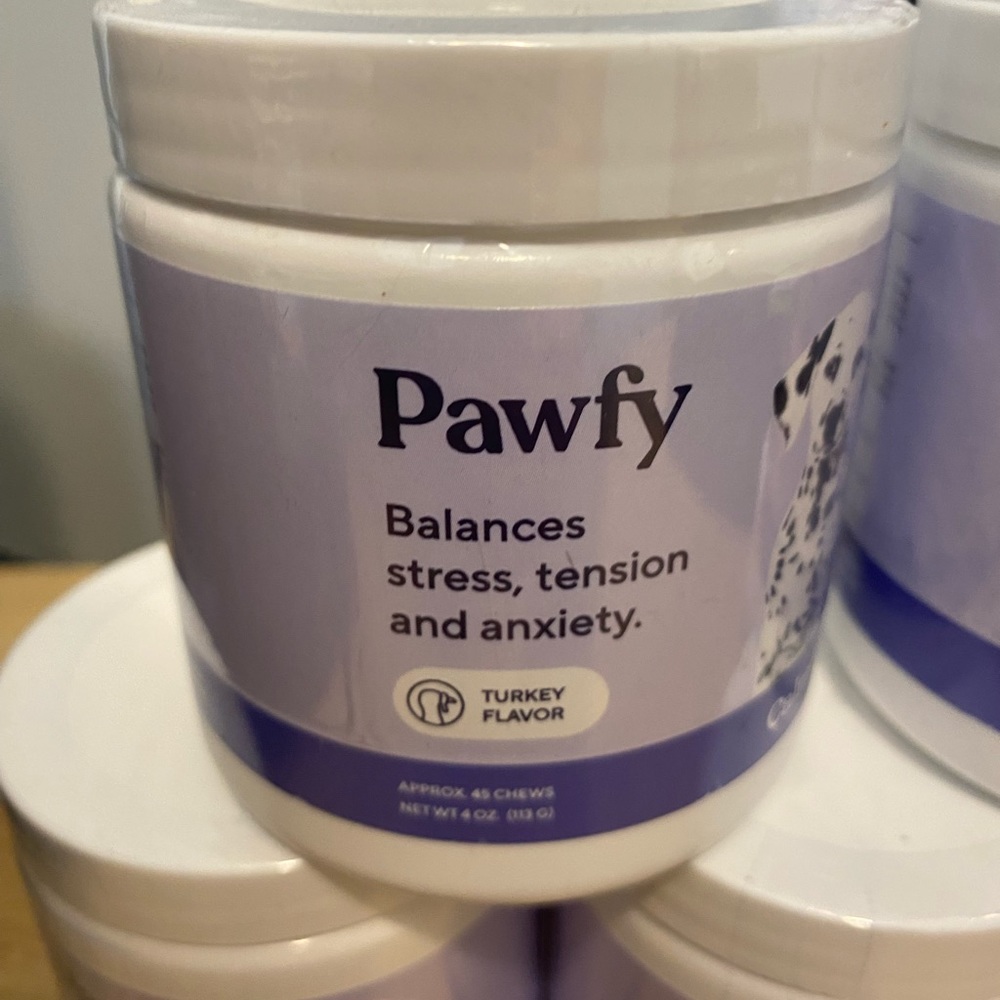 Pawfy
Balances
stress, tension
and anxiety.
TURKEY
FLAVOR
APPROX. 45 CHEWS
NET WT 4 OZ. (113 G)